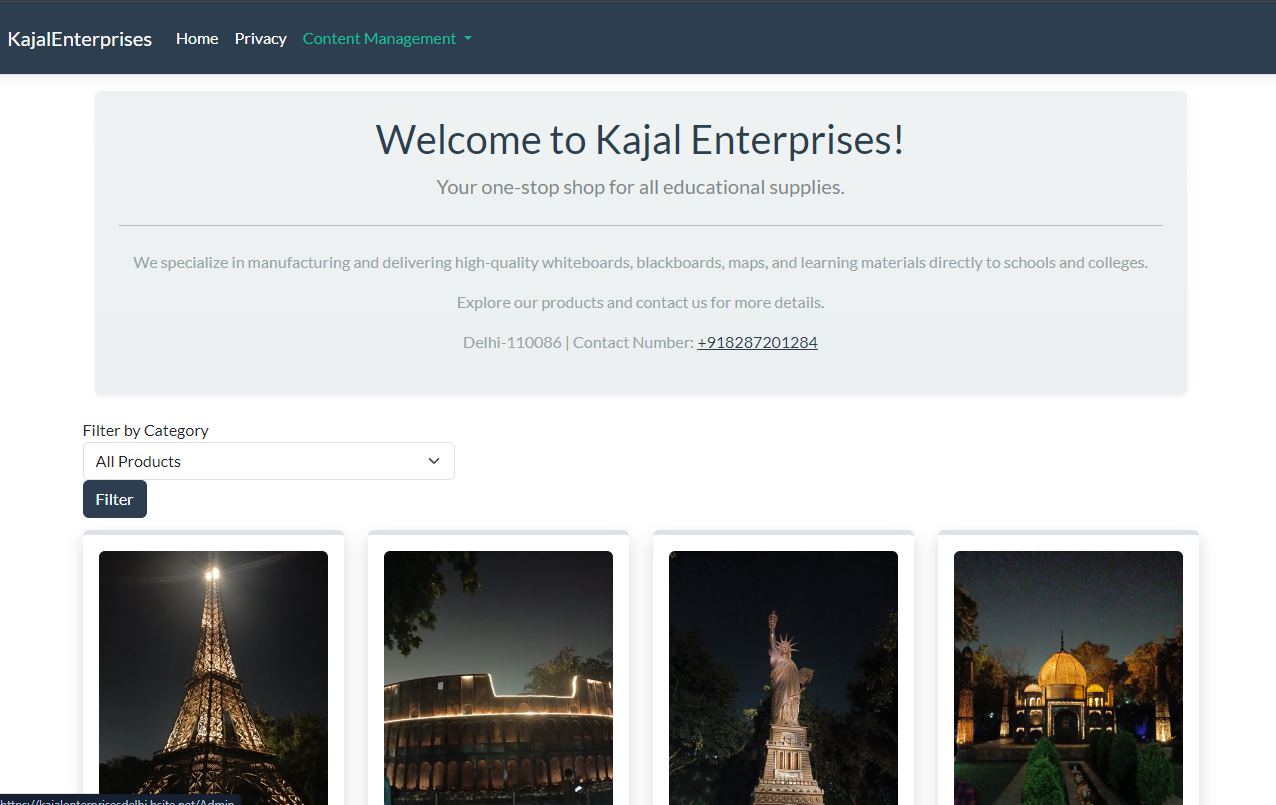 KajalEnterprises Home Privacy Content Management
Welcome to Kajal Enterprises!
Your one-stop shop for all educational supplies.
We specialize in manufacturing and delivering high-quality whiteboards, blackboards, maps, and learning materials directly to schools and colleges.
Explore our products and contact us for more details.
Delhi-110086 | Contact Number: +918287201284
Filter by Category
All Products
Filter
https://kajalenterprisesdelhi.bsite.net/Admin